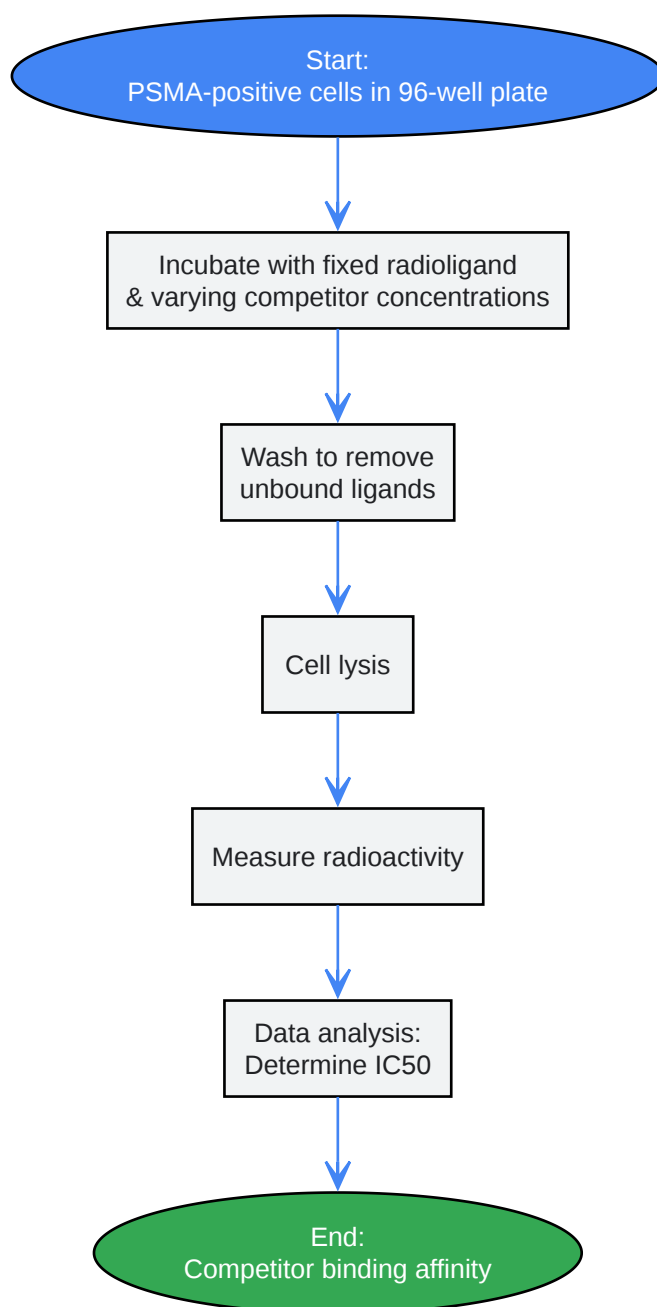 Start:
PSMA-positive cells in 96-well plate
Incubate with fixed radioligand
& varying competitor concentrations
Wash to remove
unbound ligands
Cell lysis
Measure radioactivity
Data analysis:
Determine IC50
End:
Competitor binding affinity